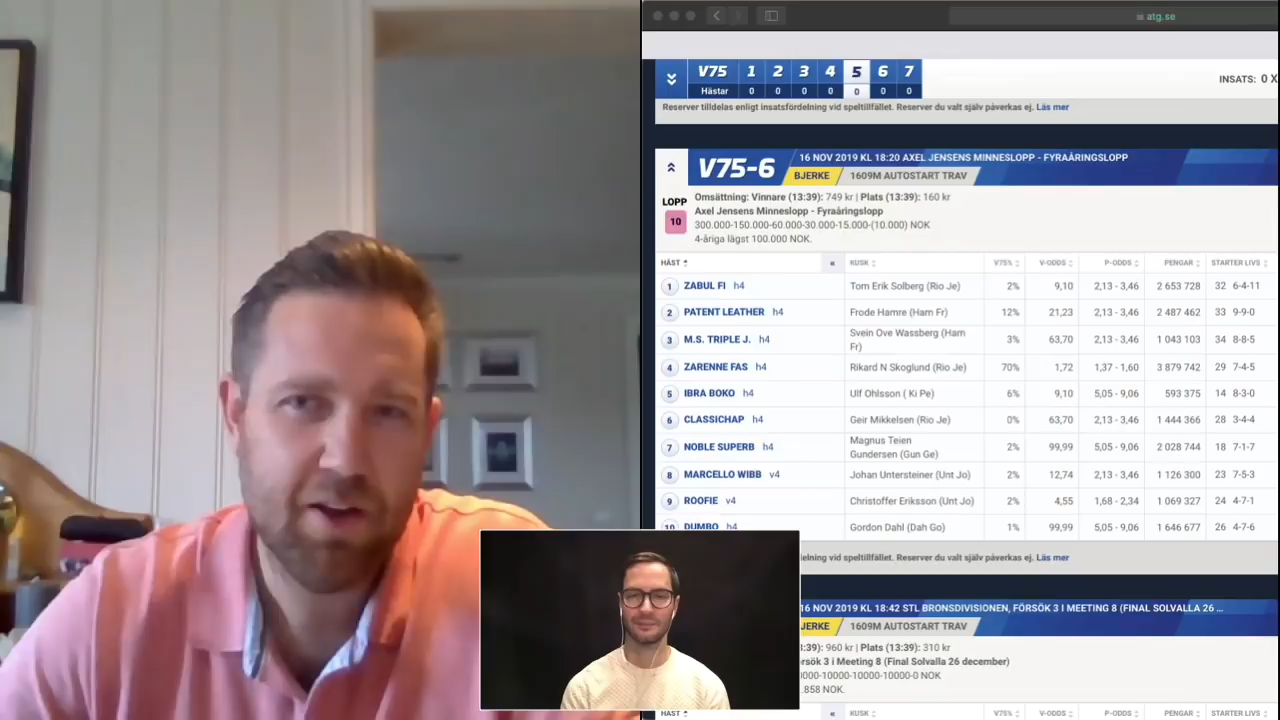 atg.se
V75 1 2 3 4 5 6 7
Hästar 0 0 0 0 0 0 0
INSATS: 0 X
Reserver tilldelas enligt insatsfördelning vid speltillfället. Reserver du valt själv påverkas ej. Läs mer
V75-6
16 NOV 2019 KL 18:20 AXEL JENSENS MINNESLOPP - FYRAÅRINGSLOPP
BJERKE 1609M AUTOSTART TRAV
LOPP
10
Omsättning: Vinnare (13:39): 749 kr | Plats (13:39): 160 kr
Axel Jensens Minneslopp - Fyraåringslopp
300.000-150.000-60.000-30.000-15.000-(10.000) NOK
4-åriga lägst 100.000 NOK.
HÄST « KUSK V75% V-ODDS P-ODDS PENGAR STARTER LIVS
1 ZABUL FI h4 Tom Erik Solberg (Rio Je) 2% 9,10 2,13 - 3,46 2 653 728 32 6-4-11
2 PATENT LEATHER h4 Frode Hamre (Ham Fr) 12% 21,23 2,13 - 3,46 2 487 462 33 9-9-0
3 M.S. TRIPLE J. h4 Svein Ove Wassberg (Ham Fr) 3% 63,70 2,13 - 3,46 1 043 103 34 8-8-5
4 ZARENNE FAS h4 Rikard N Skoglund (Rio Je) 70% 1,72 1,37 - 1,60 3 879 742 29 7-4-5
5 IBRA BOKO h4 Ulf Ohlsson ( Ki Pe) 6% 9,10 5,05 - 9,06 593 375 14 8-3-0
6 CLASSICHAP h4 Geir Mikkelsen (Rio Je) 0% 63,70 2,13 - 3,46 1 444 366 28 3-4-4
7 NOBLE SUPERB h4 Magnus Teien Gundersen (Gun Ge) 2% 99,99 5,05 - 9,06 2 028 744 18 7-1-7
8 MARCELLO WIBB v4 Johan Untersteiner (Unt Jo) 2% 12,74 2,13 - 3,46 1 126 300 23 7-5-3
9 ROOFIE v4 Christoffer Eriksson (Unt Jo) 2% 4,55 1,68 - 2,34 1 069 327 24 4-7-1
10 DUMBO h4 Gordon Dahl (Dah Go) 1% 99,99 5,05 - 9,06 1 646 677 26 4-7-6
elning vid speltillfället. Reserver du valt själv påverkas ej. Läs mer
16 NOV 2019 KL 18:42 STL BRONSDIVISIONEN, FÖRSÖK 3 I MEETING 8 (FINAL SOLVALLA 26 ...
JERKE 1609M AUTOSTART TRAV
3:39): 960 kr | Plats (13:39): 310 kr
rsök 3 i Meeting 8 (Final Solvalla 26 december)
0000-10000-10000-10000-0 NOK
.858 NOK.
HÄST « KUSK V75% V-ODDS P-ODDS PENGAR STARTER LIVS